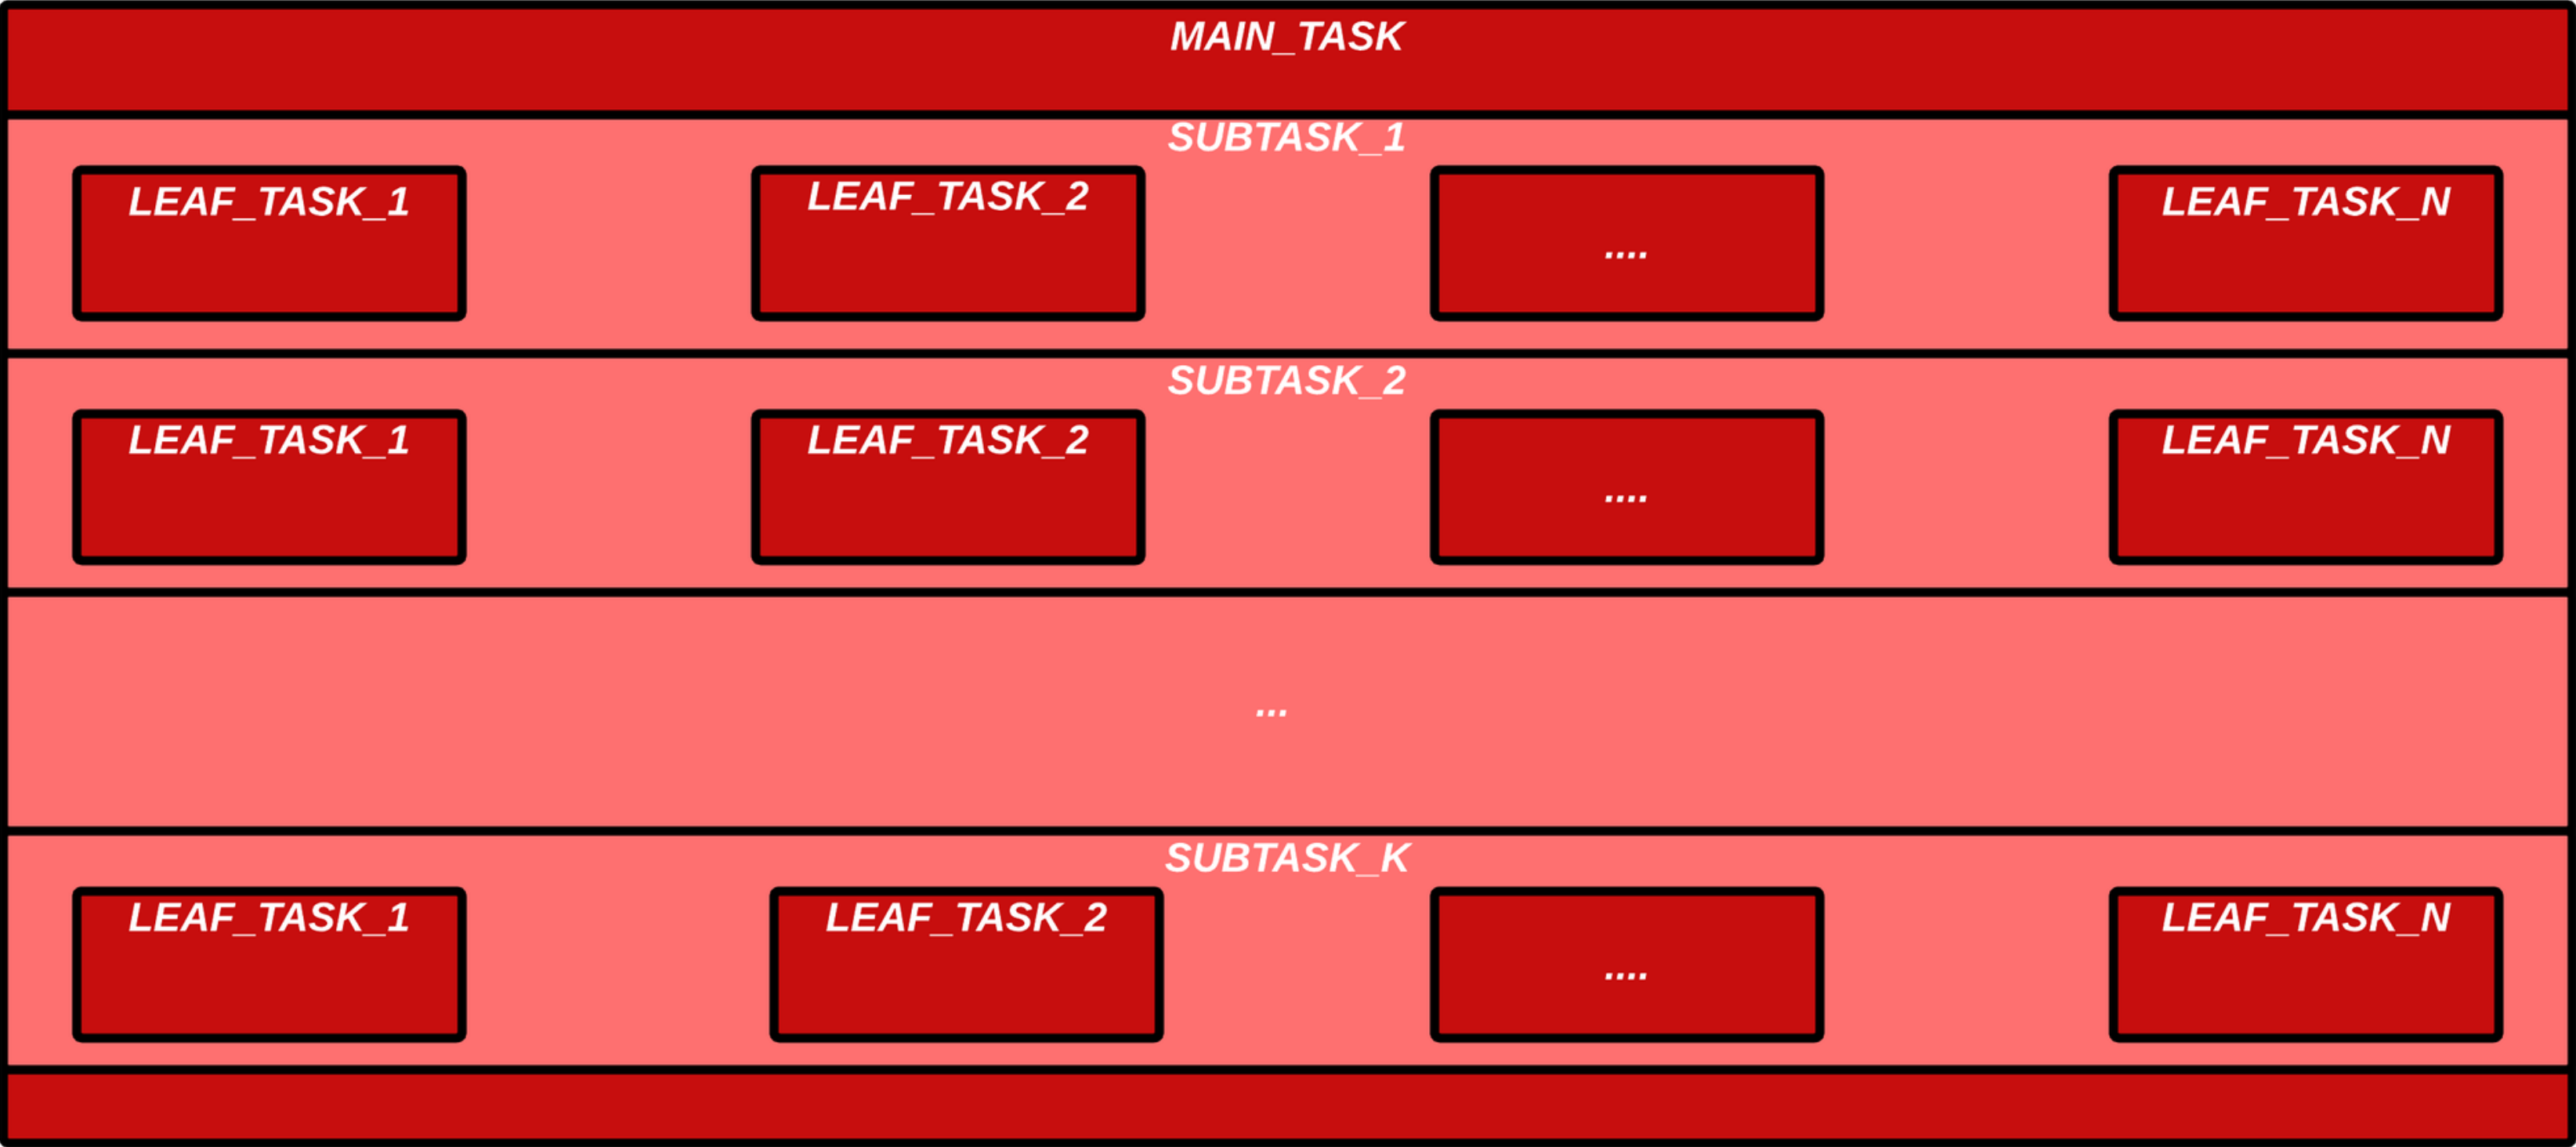 MAIN_TASK
SUBTASK_1
LEAF_TASK_1
LEAF_TASK_2
....
LEAF_TASK_N
SUBTASK_2
LEAF_TASK_1
LEAF_TASK_2
....
LEAF_TASK_N
...
SUBTASK_K
LEAF_TASK_1
LEAF_TASK_2
....
LEAF_TASK_N